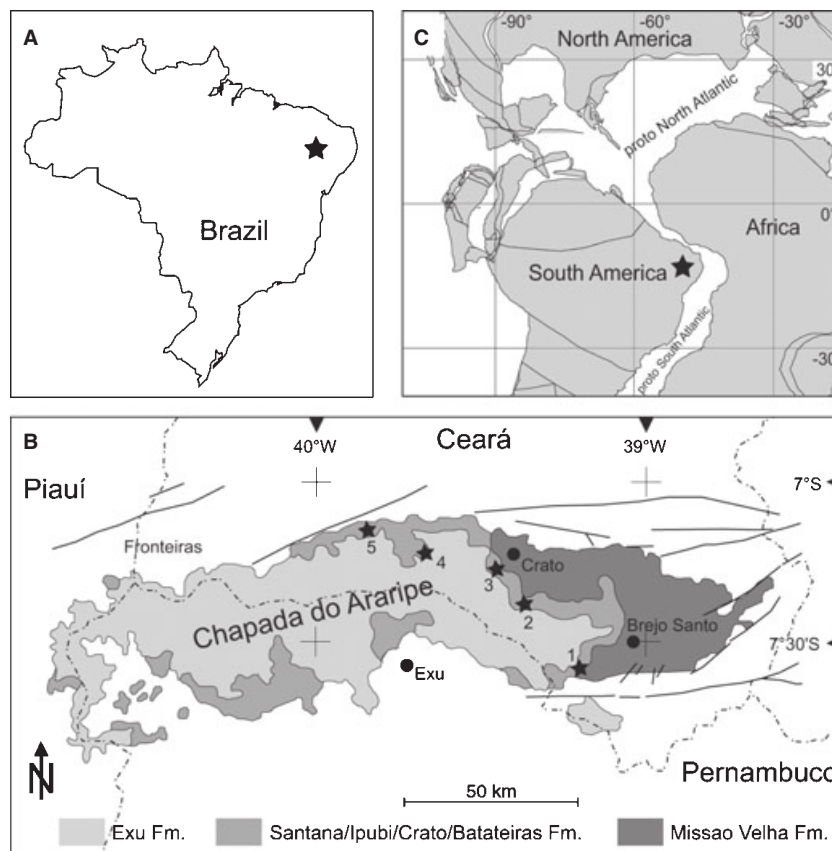 A
Brazil
C
-90°
-60°
-30°
North America
30
proto North Atlantic
0°
Africa
South America
proto South Atlantic
-30
B
40°W
Ceará
39°W
Piauí
7°S
Fronteiras
5
4
3
Crato
Chapada do Araripe
2
Brejo Santo
7°30'S
1
Exu
N
50 km
Pernambuco
Exu Fm.
Santana/Ipubi/Crato/Batateiras Fm.
Missao Velha Fm.